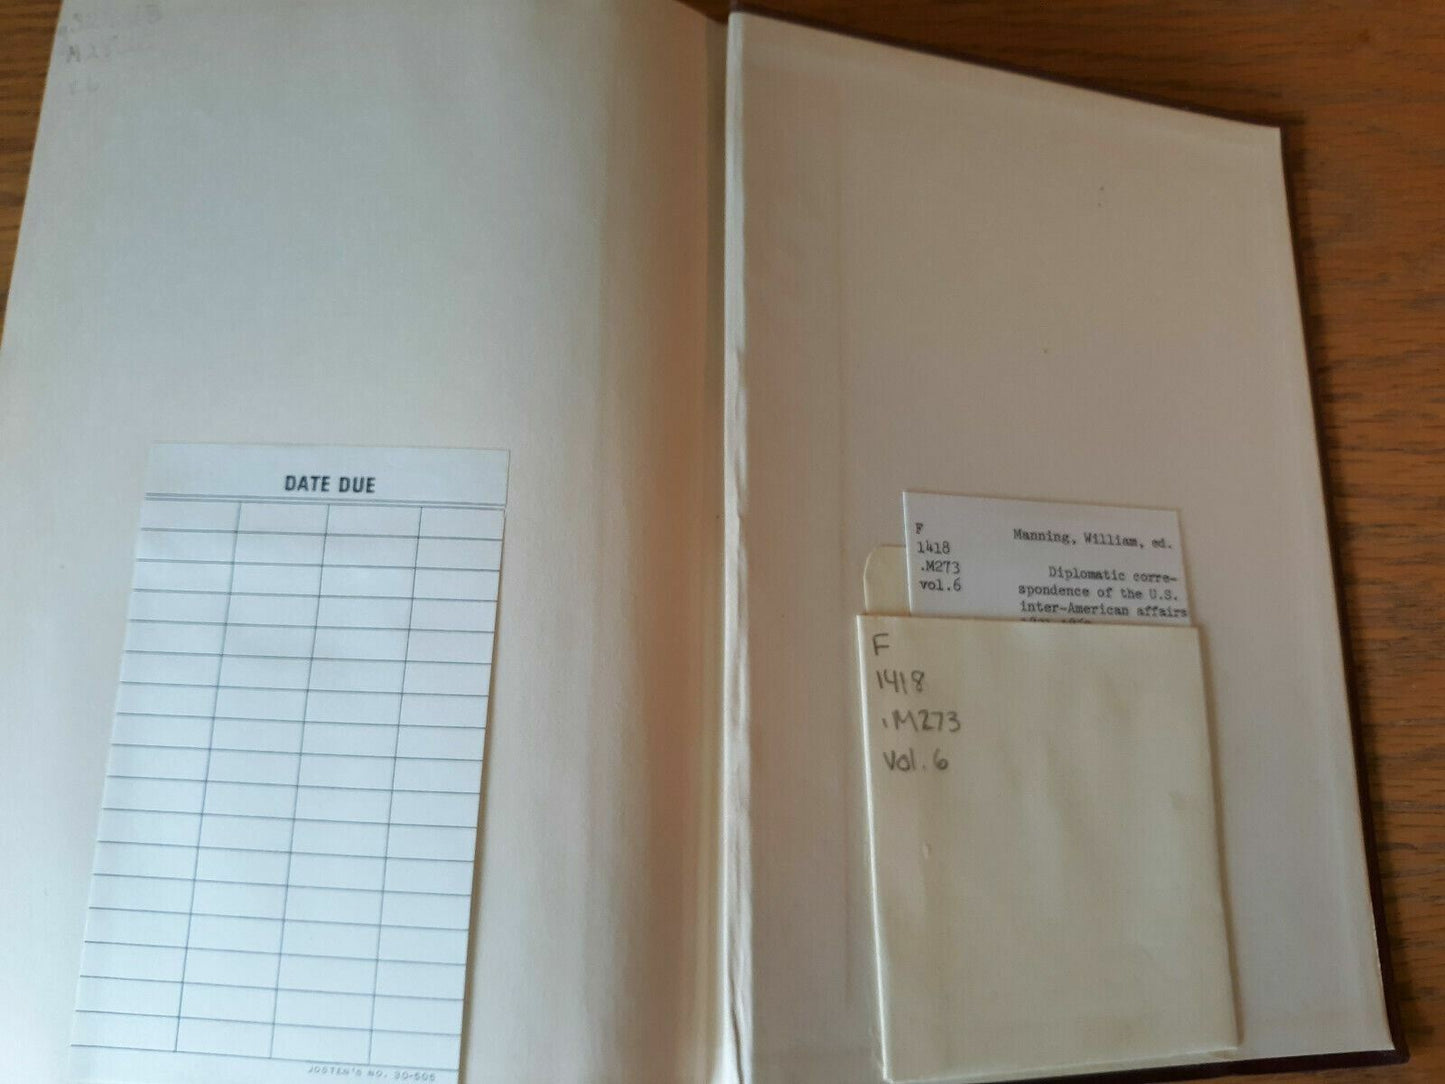 DATE DUE
JOSTEN'S NO. 30-505
F
1418
.M273
vol.6
Manning, William, ed.
Diplomatic corre-
spondence of the U.S.
inter-American affairs
F
1418
.M273
Vol. 6